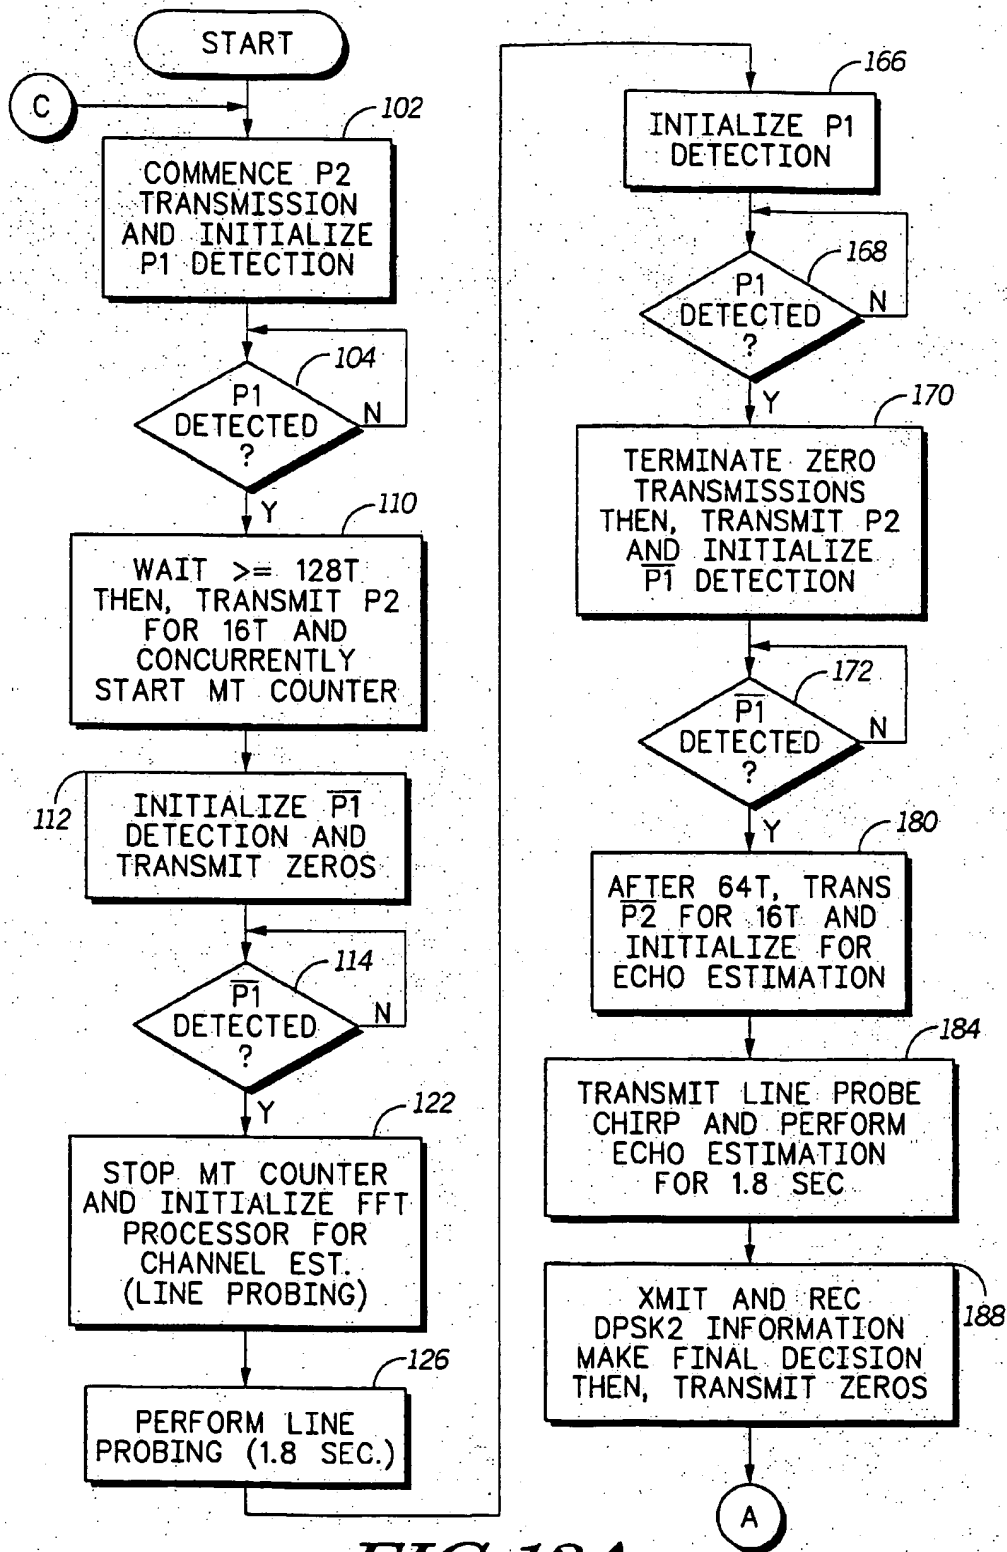 START
C
102
COMMENCE P2
TRANSMISSION
AND INITIALIZE
P1 DETECTION
104
P1
DETECTED
?
N
Y
110
WAIT >= 128T
THEN, TRANSMIT P2
FOR 16T AND
CONCURRENTLY
START MT COUNTER
112
INITIALIZE P̅1̅
DETECTION AND
TRANSMIT ZEROS
114
P̅1̅
DETECTED
?
N
Y
122
STOP MT COUNTER
AND INITIALIZE FFT
PROCESSOR FOR
CHANNEL EST.
(LINE PROBING)
126
PERFORM LINE
PROBING (1.8 SEC.)
166
INTIALIZE P1
DETECTION
168
P1
DETECTED
?
N
Y
170
TERMINATE ZERO
TRANSMISSIONS
THEN, TRANSMIT P2
AND INITIALIZE
P̅1̅ DETECTION
172
P̅1̅
DETECTED
?
N
Y
180
AFTER 64T, TRANS
P̅2̅ FOR 16T AND
INITIALIZE FOR
ECHO ESTIMATION
184
TRANSMIT LINE PROBE
CHIRP AND PERFORM
ECHO ESTIMATION
FOR 1.8 SEC
188
XMIT AND REC
DPSK2 INFORMATION
MAKE FINAL DECISION
THEN, TRANSMIT ZEROS
A